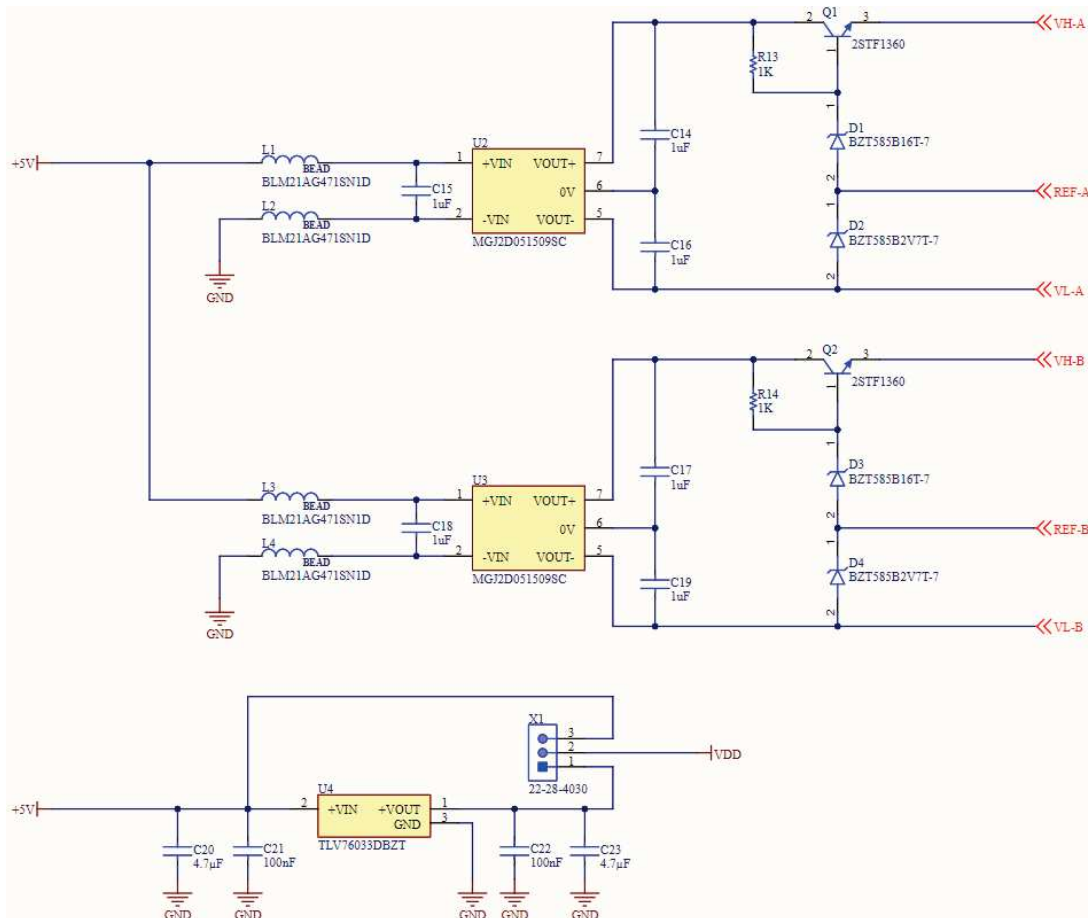 2
Q1
3
VH-A
1
2STF1360
R13
1K
1
D1
BZT585B16T-7
2
C14
1uF
+5V
L1
BEAD
BLM21AG471SN1D
U2
1
+VIN
VOUT+
7
C15
1uF
0V
6
REF-A
L2
BEAD
BLM21AG471SN1D
2
-VIN
VOUT-
5
MGJ2D051509SC
C16
1uF
1
D2
BZT585B2V7T-7
2
GND
VL-A
2
Q2
3
VH-B
1
2STF1360
R14
1K
1
D3
BZT585B16T-7
2
C17
1uF
L3
BEAD
BLM21AG471SN1D
U3
1
+VIN
VOUT+
7
C18
1uF
0V
6
REF-B
L4
BEAD
BLM21AG471SN1D
2
-VIN
VOUT-
5
MGJ2D051509SC
C19
1uF
1
D4
BZT585B2V7T-7
2
GND
VL-B
X1
3
2
1
VDD
22-28-4030
+5V
U4
2
+VIN
+VOUT
1
GND
3
TLV76033DBZT
C20
4.7µF
C21
100nF
C22
100nF
C23
4.7µF
GND
GND
GND
GND
GND